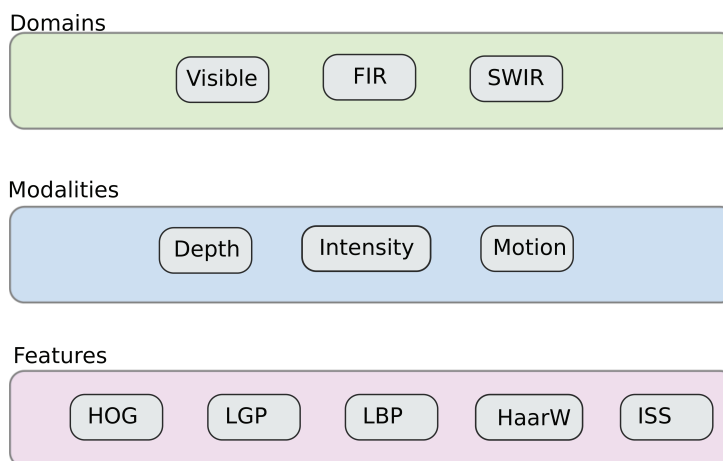 Domains
Visible FIR SWIR
Modalities
Depth Intensity Motion
Features
HOG LGP LBP HaarW ISS